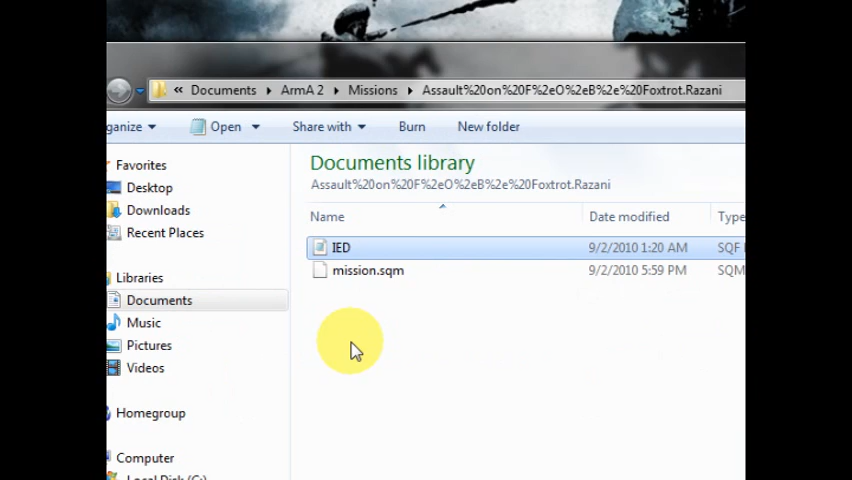 « Documents ▸ ArmA 2 ▸ Missions ▸ Assault%20on%20F%2eO%2eB%2e%20Foxtrot.Razani
ganize Open Share with Burn New folder
Favorites
Desktop
Downloads
Recent Places
Libraries
Documents
Music
Pictures
Videos
Homegroup
Computer
Local Disk (C:)
Documents library
Assault%20on%20F%2eO%2eB%2e%20Foxtrot.Razani
Name Date modified Type
IED 9/2/2010 1:20 AM SQF
mission.sqm 9/2/2010 5:59 PM SQM